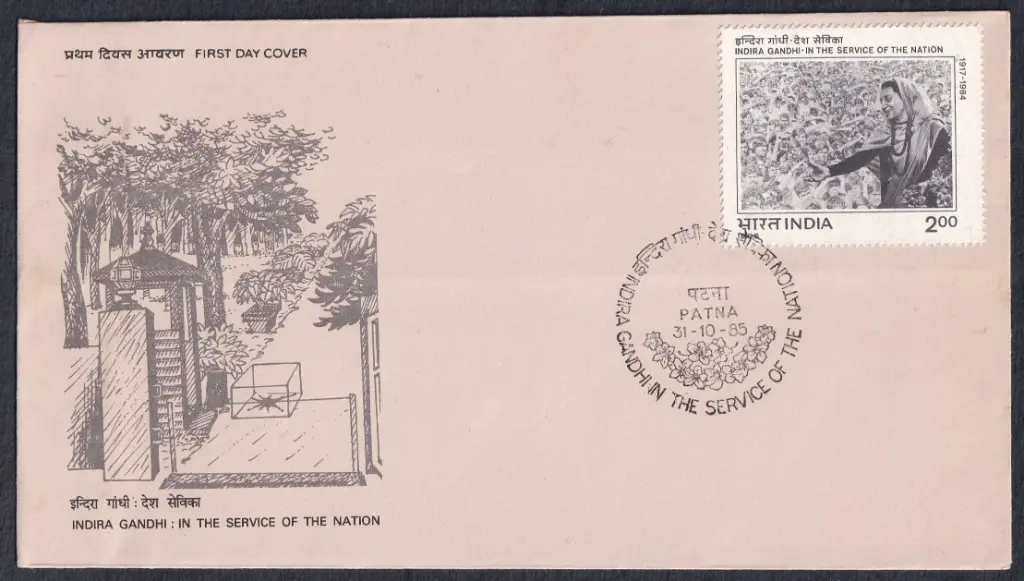 प्रथम दिवस आवरण FIRST DAY COVER
इन्दिरा गांधी·देश सेविका
INDIRA GANDHI·IN THE SERVICE OF THE NATION
1917-1984
भारत INDIA
2.00
इन्दिरा गांधी·देश सेविका
INDIRA GANDHI·IN THE SERVICE OF THE NATION
पटना
PATNA
31-10-85
इन्दिरा गांधी : देश सेविका
INDIRA GANDHI : IN THE SERVICE OF THE NATION